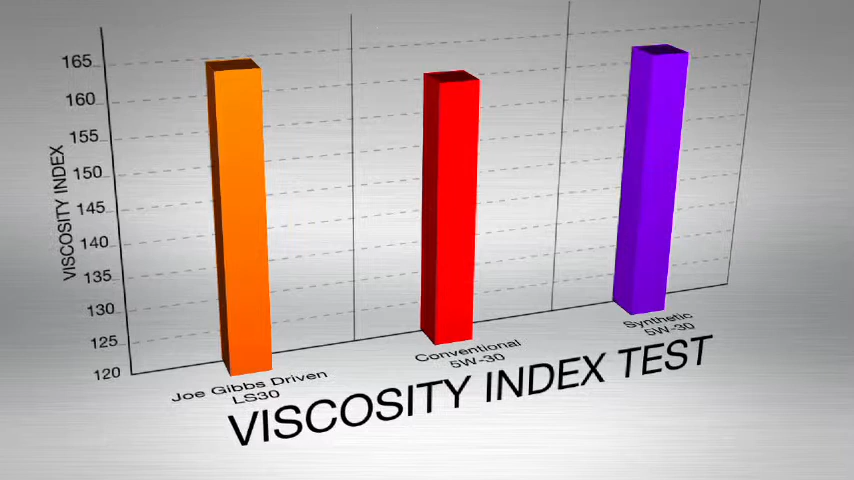 165
160
155
150
145
140
135
130
125
120
VISCOSITY INDEX
Joe Gibbs Driven
LS30
Conventional
5W-30
Synthetic
5W-30
VISCOSITY INDEX TEST